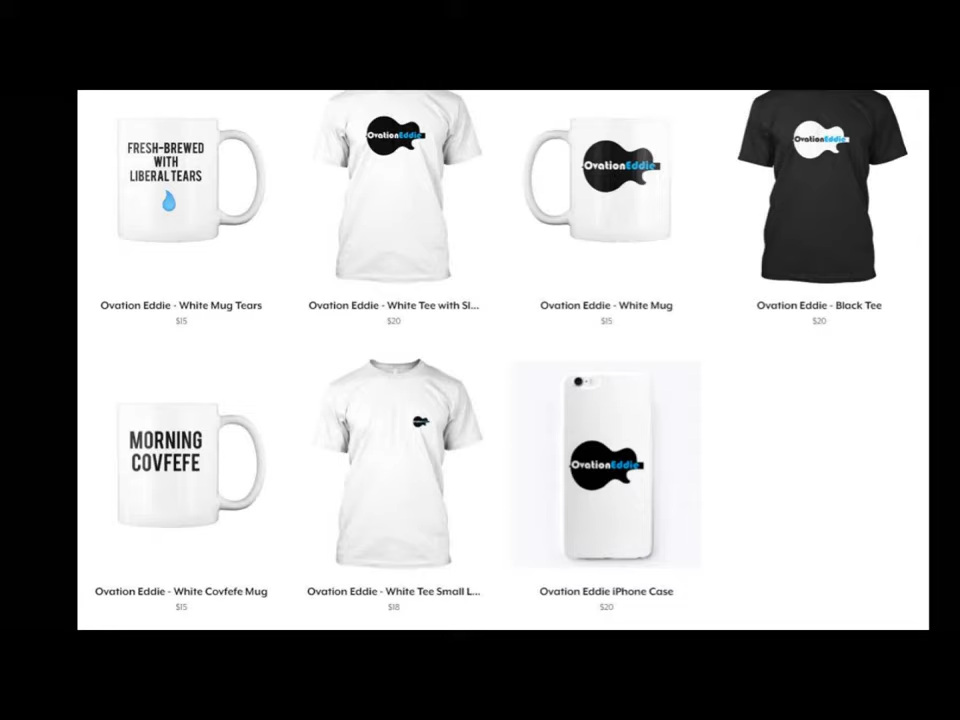 FRESH-BREWED
WITH
LIBERAL TEARS
OvationEddie
OvationEddie
OvationEddie
Ovation Eddie - White Mug Tears
Ovation Eddie - White Tee with Sl...
Ovation Eddie - White Mug
Ovation Eddie - Black Tee
$15
$20
$15
$20
MORNING
COVFEFE
OvationEddie
Ovation Eddie - White Covfefe Mug
Ovation Eddie - White Tee Small L...
Ovation Eddie iPhone Case
$15
$18
$20